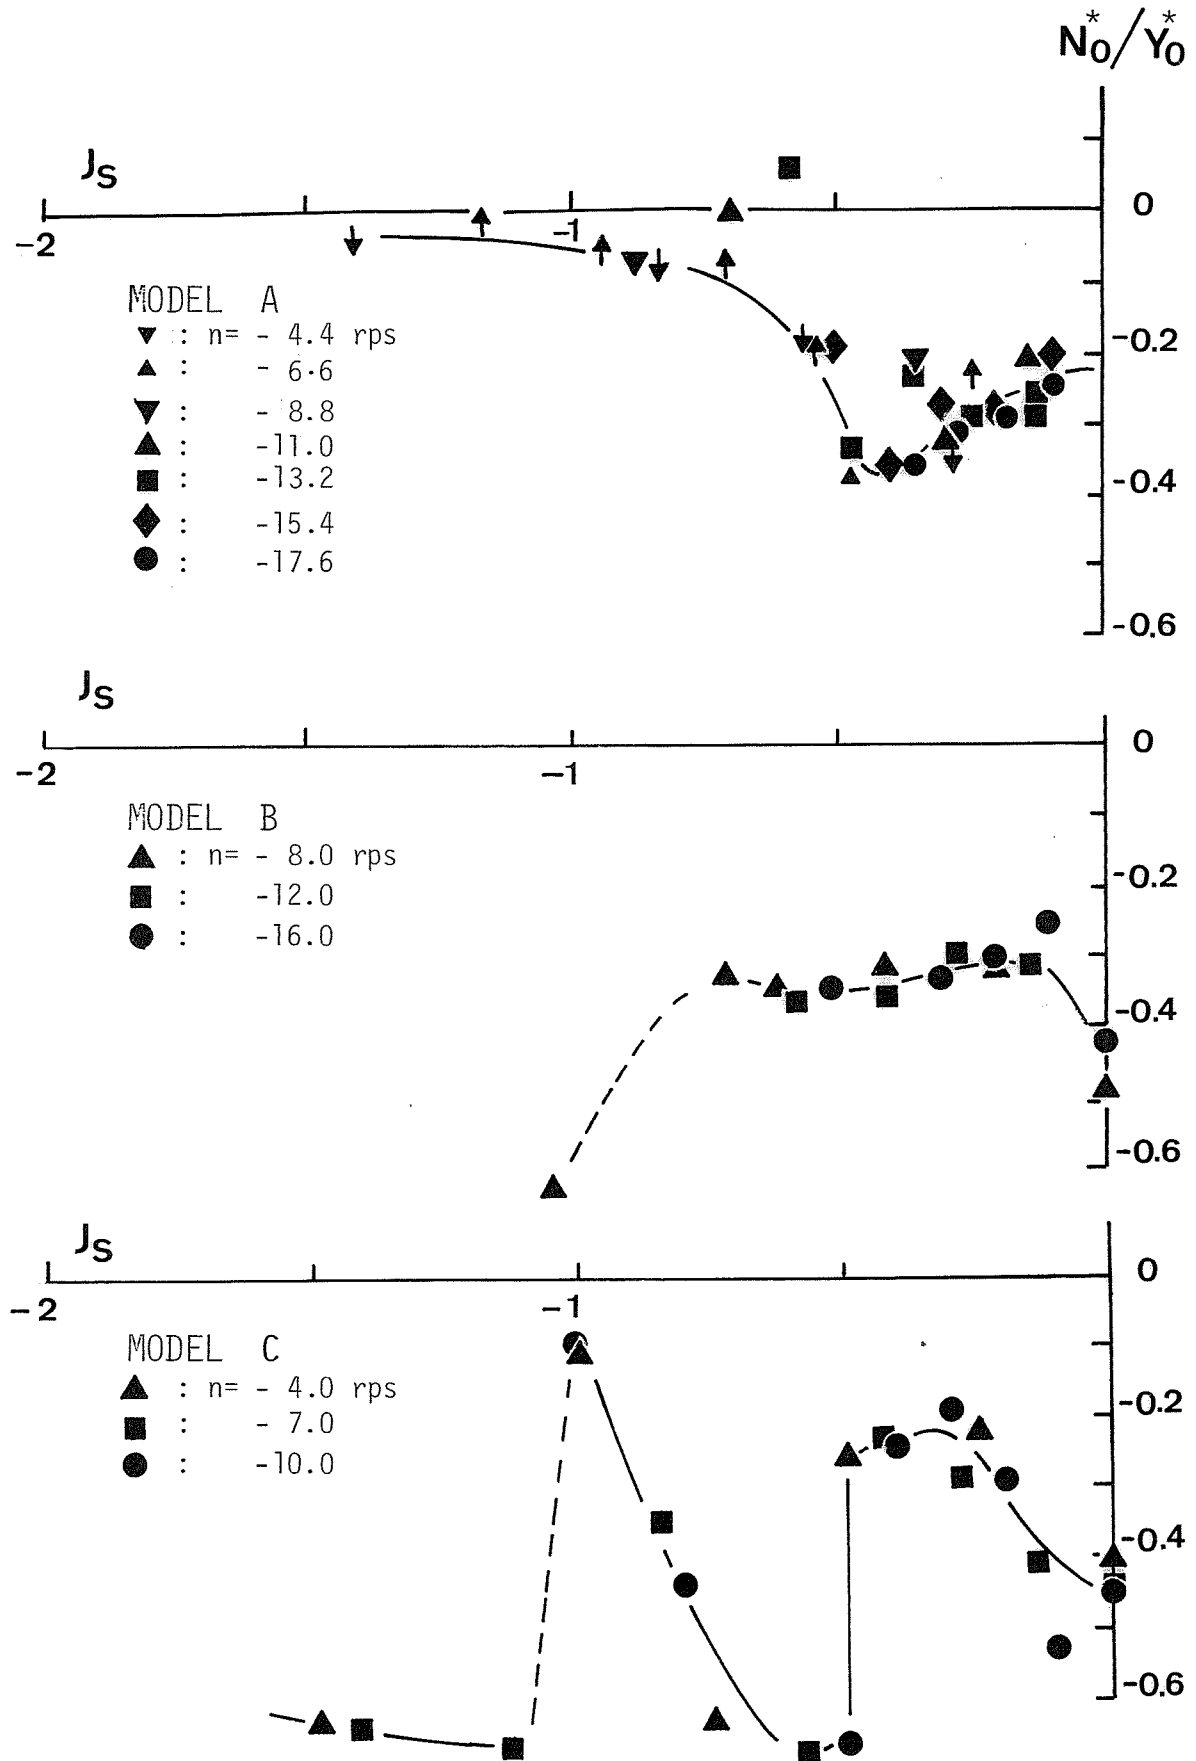 N₀*/Y₀*
Jₛ
0
-2
-1
MODEL A
▼ : n= - 4.4 rps
▲ : - 6.6
▼ : - 8.8
▲ : -11.0
■ : -13.2
◆ : -15.4
● : -17.6
-0.2
-0.4
-0.6
Jₛ
0
-2
-1
MODEL B
▲ : n= - 8.0 rps
■ : -12.0
● : -16.0
-0.2
-0.4
-0.6
Jₛ
0
-2
-1
MODEL C
▲ : n= - 4.0 rps
■ : - 7.0
● : -10.0
-0.2
-0.4
-0.6